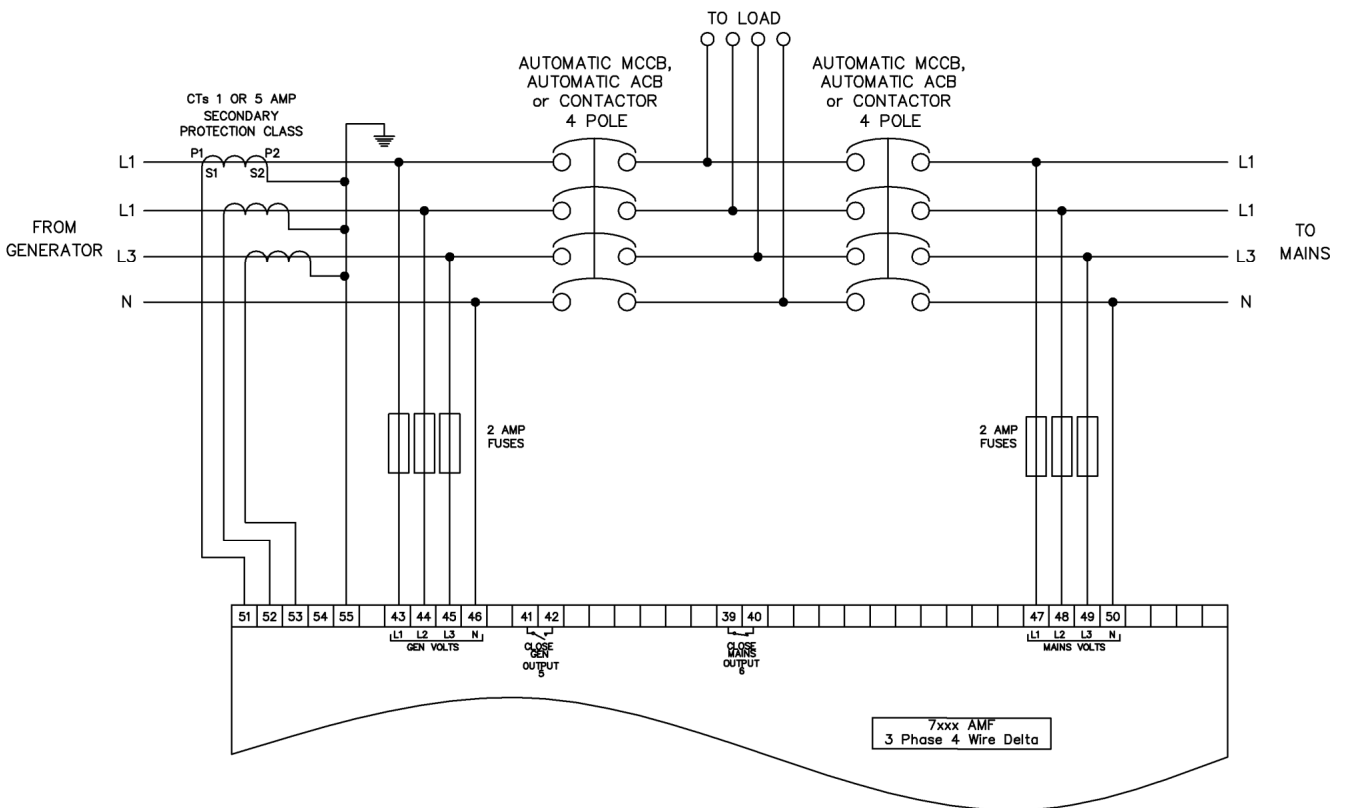 TO LOAD
AUTOMATIC MCCB,
AUTOMATIC ACB
or CONTACTOR
4 POLE
AUTOMATIC MCCB,
AUTOMATIC ACB
or CONTACTOR
4 POLE
CTs 1 OR 5 AMP
SECONDARY
PROTECTION CLASS
P1 P2
S1 S2
L1
L1
L3
N
FROM
GENERATOR
L1
L1
L3
N
TO
MAINS
2 AMP
FUSES
2 AMP
FUSES
51 52 53 54 55 43 44 45 46 41 42 39 40 47 48 49 50
L1 L2 L3 N
GEN VOLTS
CLOSE
GEN
OUTPUT
5
CLOSE
MAINS
OUTPUT
6
L1 L2 L3 N
MAINS VOLTS
7xxx AMF
3 Phase 4 Wire Delta